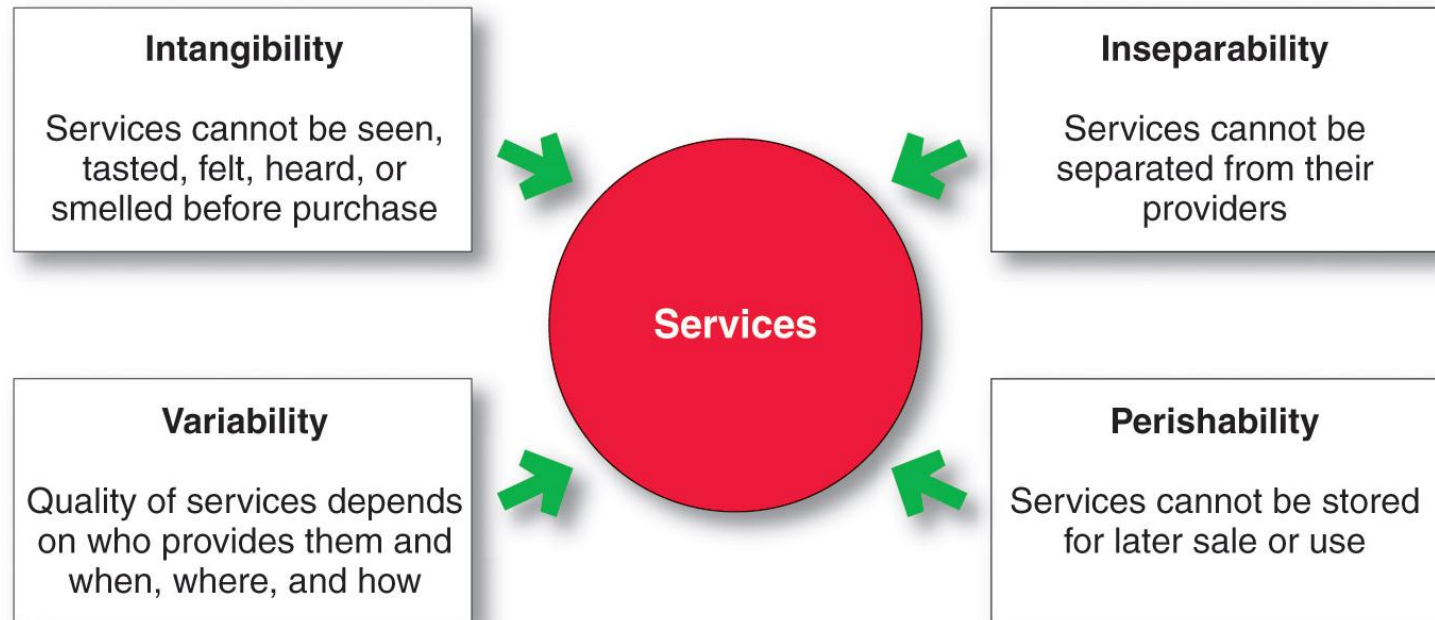 Intangibility
Services cannot be seen,
tasted, felt, heard, or
smelled before purchase
Inseparability
Services cannot be
separated from their
providers
Services
Variability
Quality of services depends
on who provides them and
when, where, and how
Perishability
Services cannot be stored
for later sale or use